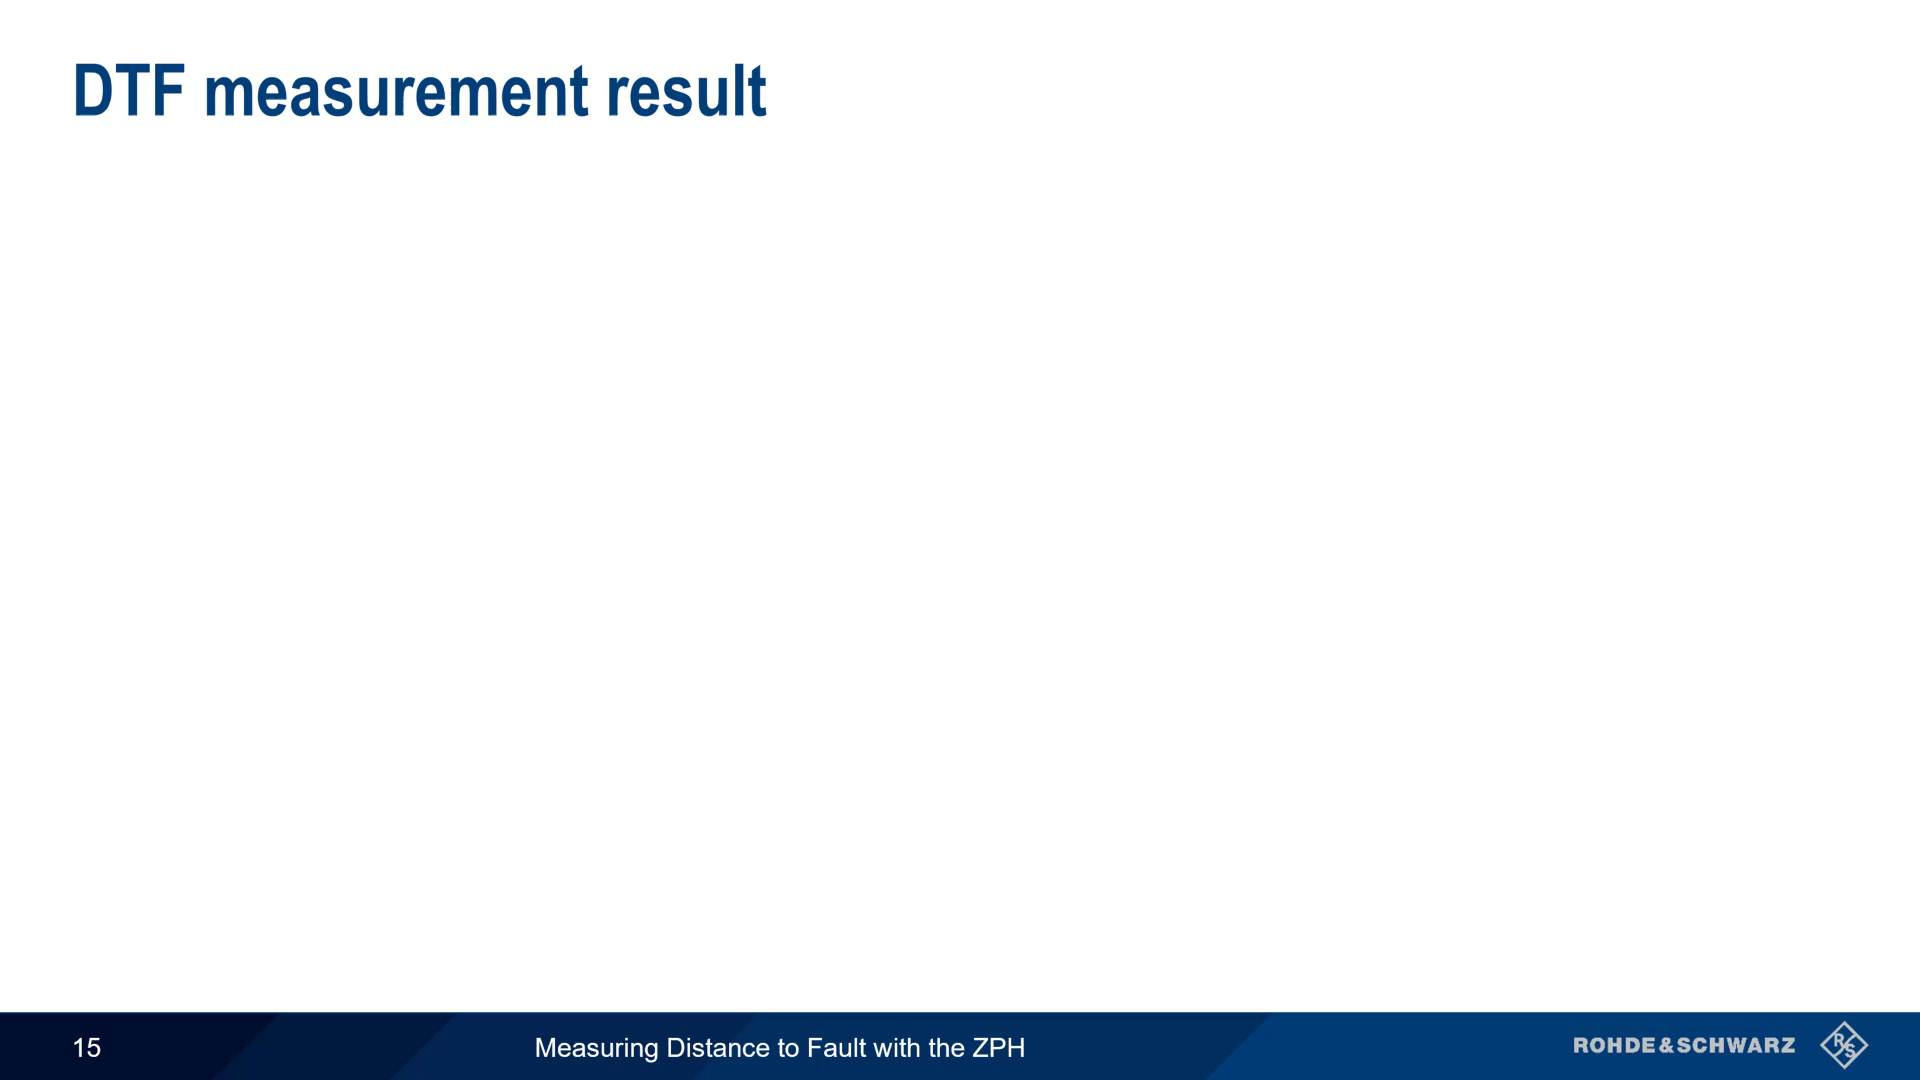 DTF measurement result
15
Measuring Distance to Fault with the ZPH
ROHDE&SCHWARZ
R&S